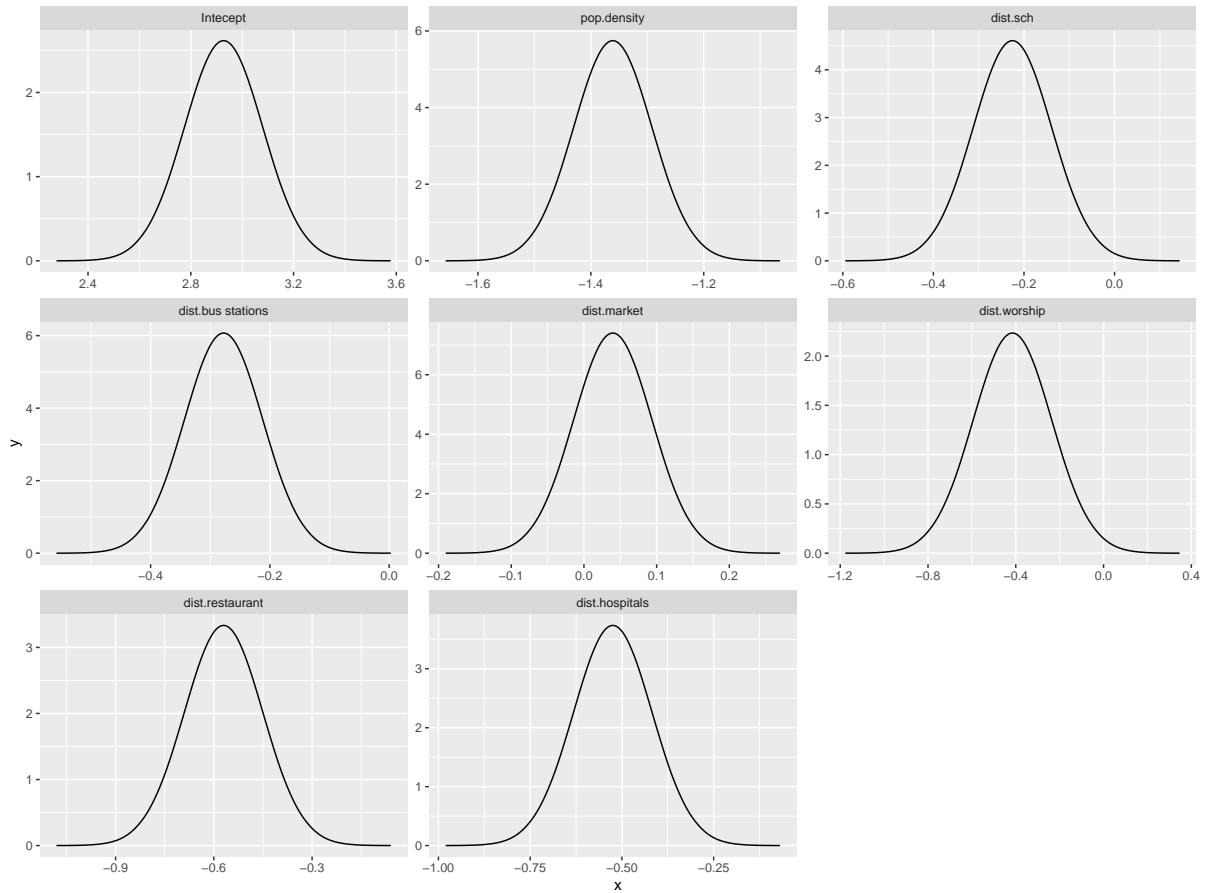 Intecept
pop.density
dist.sch
2
1
0
6
4
2
0
4
3
2
1
0
2.4 2.8 3.2 3.6
−1.6 −1.4 −1.2
−0.6 −0.4 −0.2 0.0
dist.bus stations
dist.market
dist.worship
6
4
2
0
6
4
2
0
2.0
1.5
1.0
0.5
0.0
−0.4 −0.2 0.0
−0.2 −0.1 0.0 0.1 0.2
−1.2 −0.8 −0.4 0.0 0.4
y
dist.restaurant
dist.hospitals
3
2
1
0
3
2
1
0
−0.9 −0.6 −0.3
−1.00 −0.75 −0.50 −0.25
x